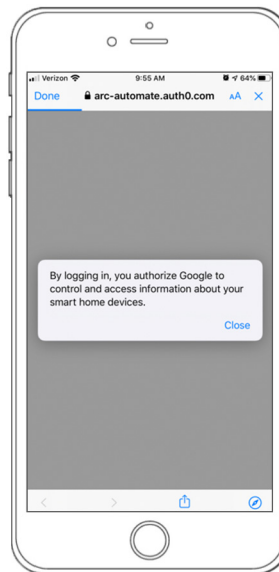 Verizon 9:55 AM 64%
Done arc-automate.auth0.com AA
By logging in, you authorize Google to
control and access information about your
smart home devices.
Close